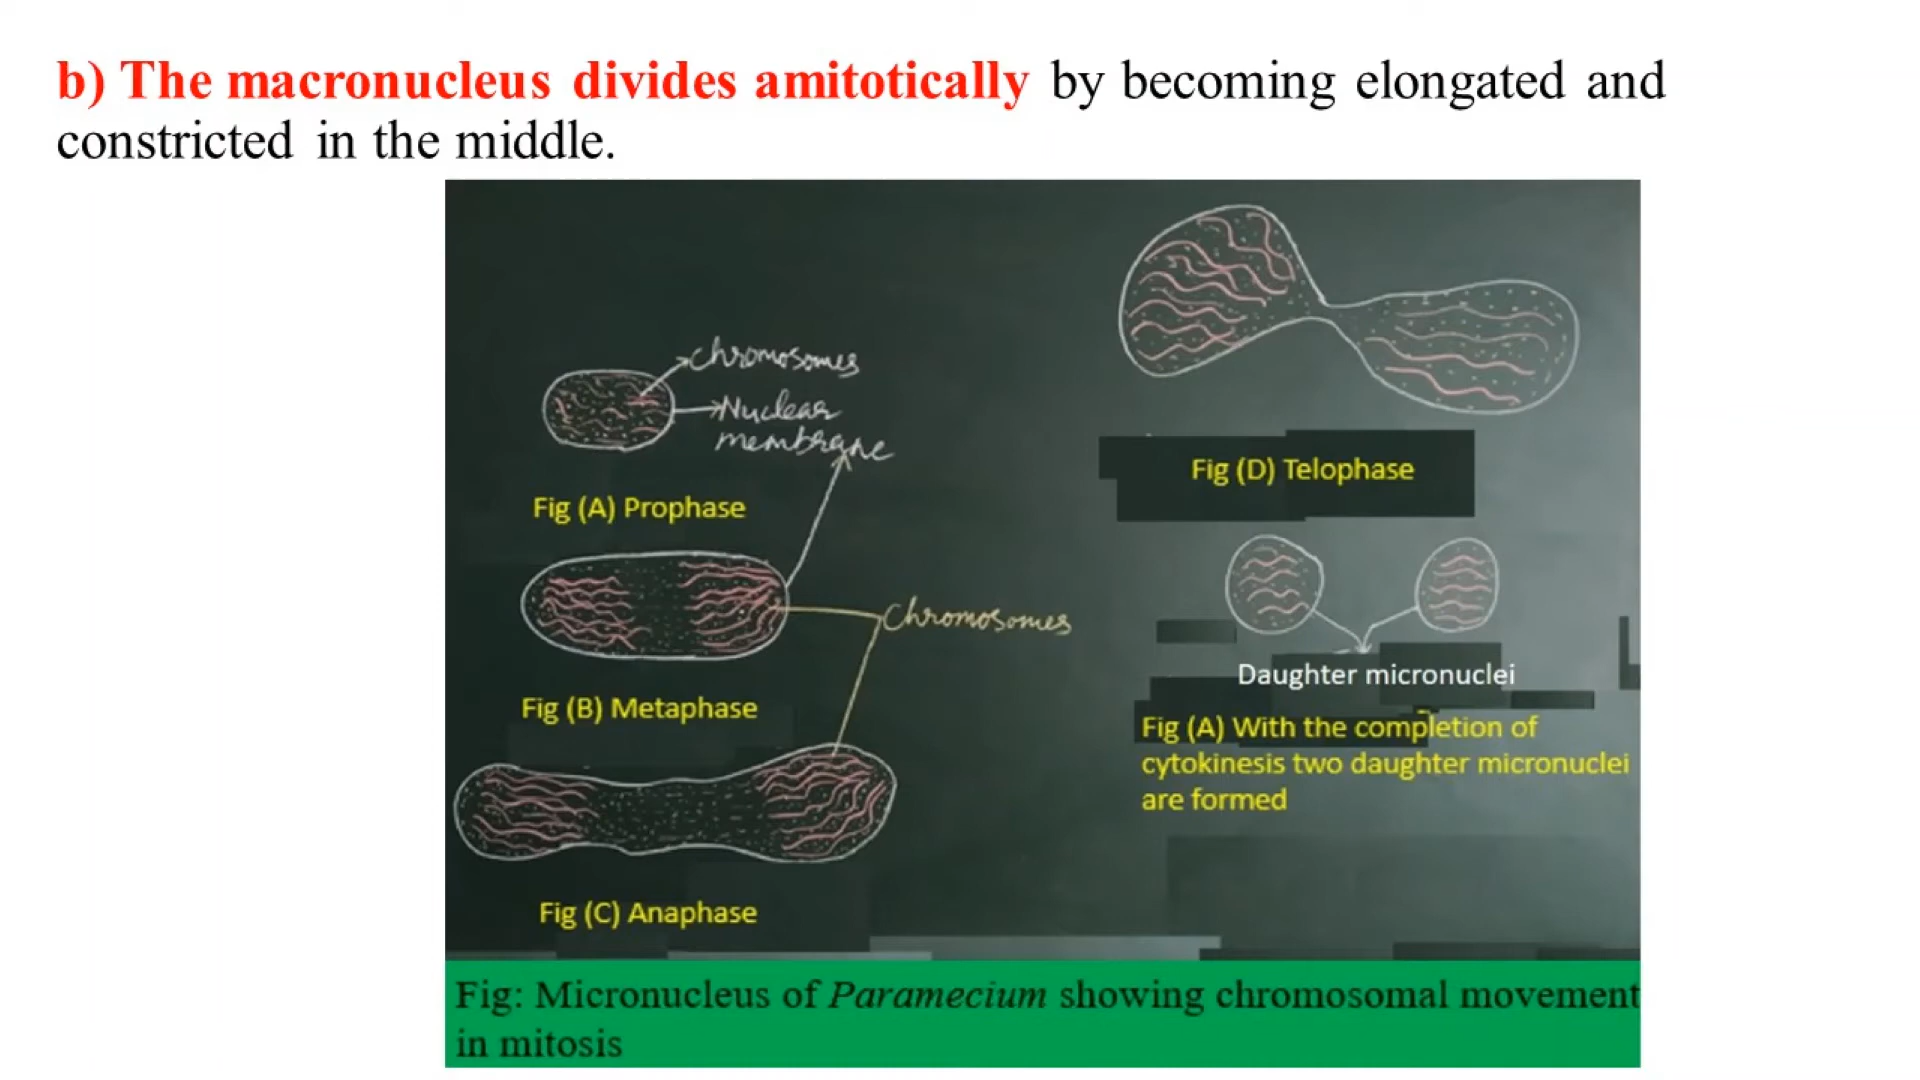 b) The macronucleus divides amitotically by becoming elongated and
constricted in the middle.
Chromosomes
Nuclear
membrane
Fig (A) Prophase
Chromosomes
Fig (B) Metaphase
Fig (C) Anaphase
Fig (D) Telophase
Daughter micronuclei
Fig (A) With the completion of
cytokinesis two daughter micronuclei
are formed
Fig: Micronucleus of Paramecium showing chromosomal movement
in mitosis